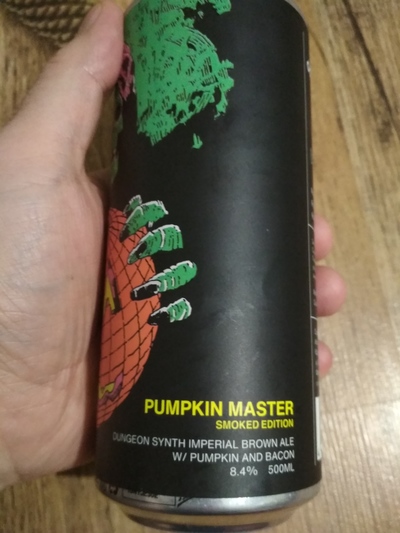 PUMPKIN MASTER
SMOKED EDITION
DUNGEON SYNTH IMPERIAL BROWN ALE
W/ PUMPKIN AND BACON
8.4% 500ML